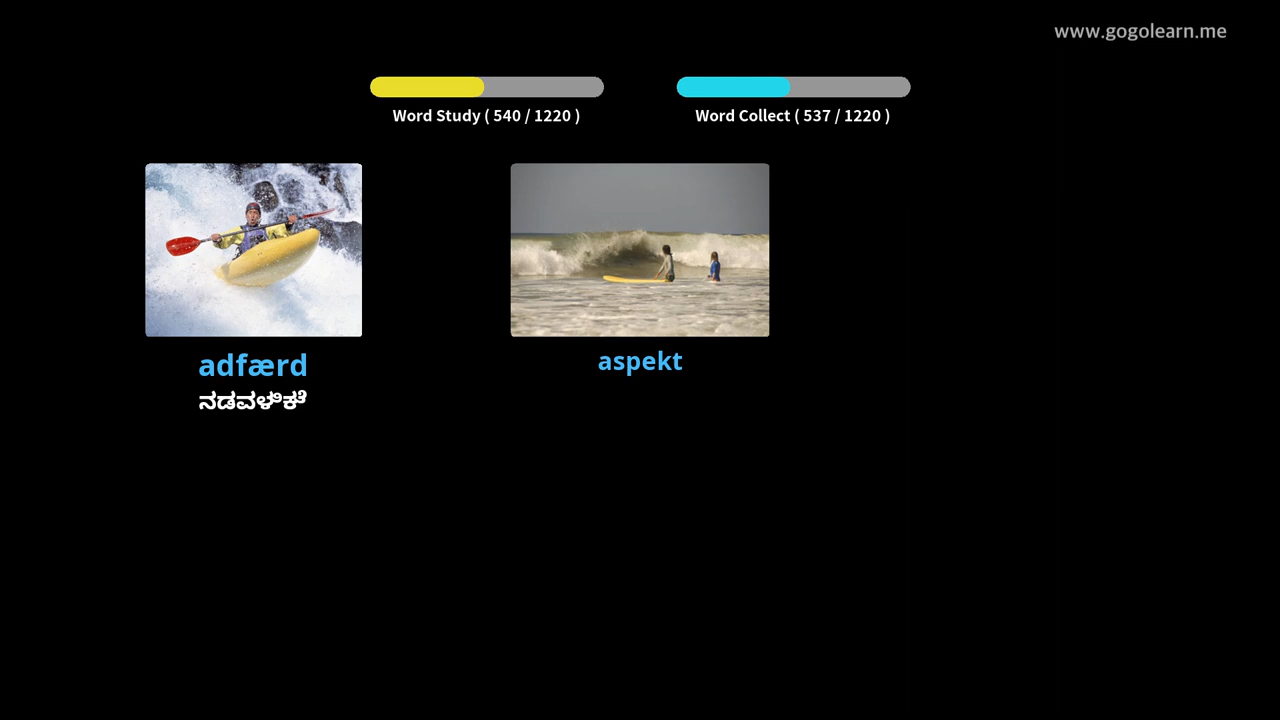 www.gogolearn.me
Word Study ( 540 / 1220 )
Word Collect ( 537 / 1220 )
adfærd
ನಡವಳಿಕೆ
aspekt